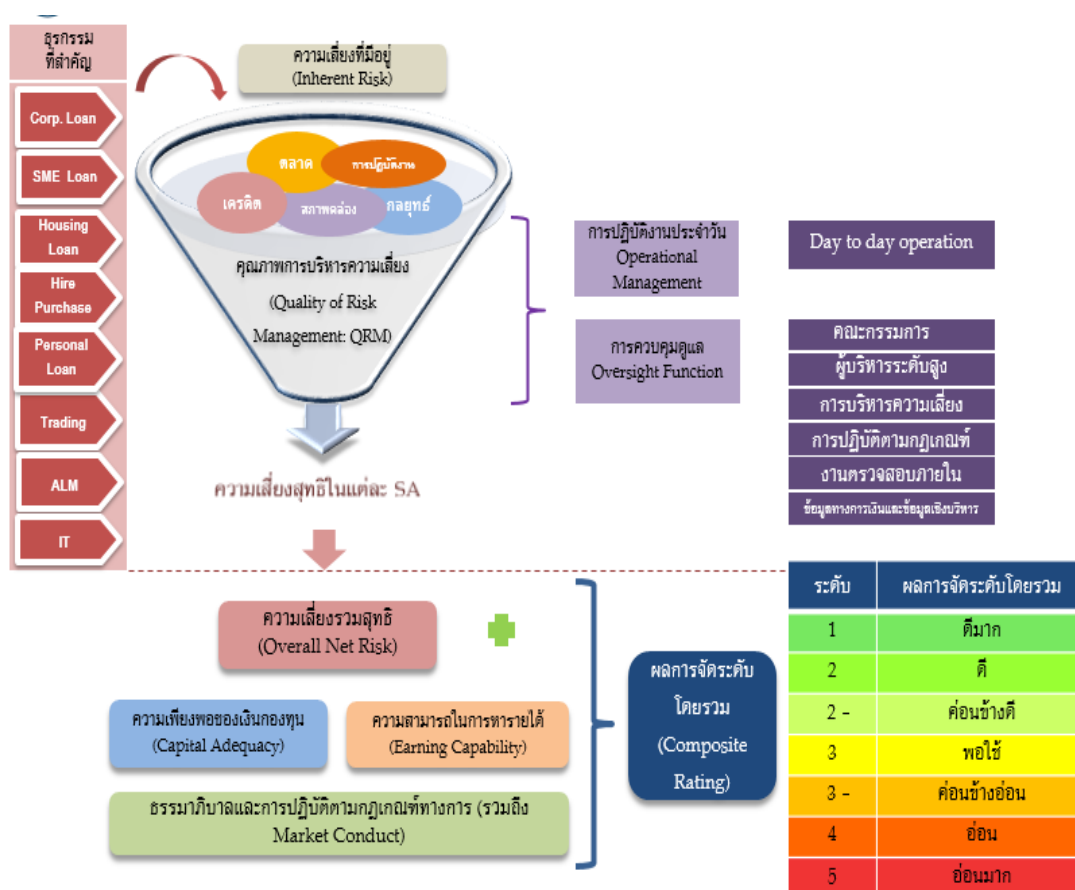 ธุรกรรม
ที่สำคัญ
Corp. Loan
SME Loan
Housing
Loan
Hire
Purchase
Personal
Loan
Trading
ALM
IT
ความเสี่ยงที่มีอยู่
(Inherent Risk)
ตลาด
การปฏิบัติงาน
เครดิต
สภาพคล่อง
กลยุทธ์
คุณภาพการบริหารความเสี่ยง
(Quality of Risk
Management: QRM)
ความเสี่ยงสุทธิในแต่ละ SA
การปฏิบัติงานประจำวัน
Operational
Management
Day to day operation
การควบคุมดูแล
Oversight Function
คณะกรรมการ
ผู้บริหารระดับสูง
การบริหารความเสี่ยง
การปฏิบัติตามกฎเกณฑ์
งานตรวจสอบภายใน
ข้อมูลทางการเงินและข้อมูลเชิงบริหาร
ความเสี่ยงรวมสุทธิ
(Overall Net Risk)
ความเพียงพอของเงินกองทุน
(Capital Adequacy)
ความสามารถในการหารายได้
(Earning Capability)
ธรรมาภิบาลและการปฏิบัติตามกฎเกณฑ์ทางการ (รวมถึง
Market Conduct)
ผลการจัดระดับ
โดยรวม
(Composite
Rating)
ระดับ ผลการจัดระดับโดยรวม
1 ดีมาก
2 ดี
2 - ค่อนข้างดี
3 พอใช้
3 - ค่อนข้างอ่อน
4 อ่อน
5 อ่อนมาก